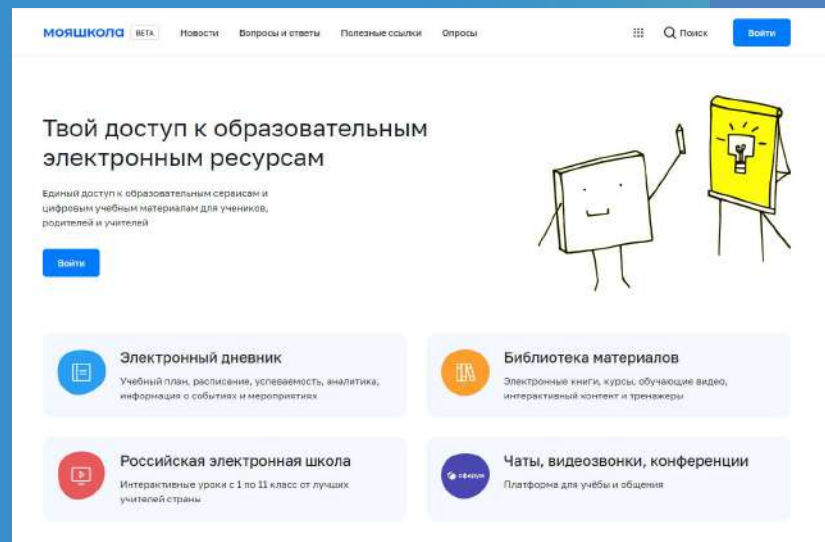 мояшкола BETA Новости Вопросы и ответы Полезные ссылки Опросы Поиск Войти
Твой доступ к образовательным
электронным ресурсам
Единый доступ к образовательным сервисам и
цифровым учебным материалам для учеников,
родителей и учителей
Войти
Электронный дневник
Учебный план, расписание, успеваемость, аналитика,
информация о событиях и мероприятиях
Библиотека материалов
Электронные книги, курсы, обучающие видео,
интерактивный контент и тренажеры
Российская электронная школа
Интерактивные уроки с 1 по 11 класс от лучших
учителей страны
сферум
Чаты, видеозвонки, конференции
Платформа для учёбы и общения